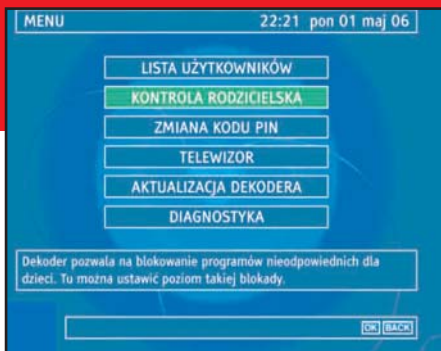 MENU 22:21 pon 01 maj 06
LISTA UŻYTKOWNIKÓW
KONTROLA RODZICIELSKA
ZMIANA KODU PIN
TELEWIZOR
AKTUALIZACJA DEKODERA
DIAGNOSTYKA
Dekoder pozwala na blokowanie programów nieodpowiednich dla
dzieci. Tu można ustawić poziom takiej blokady.
OK BACK